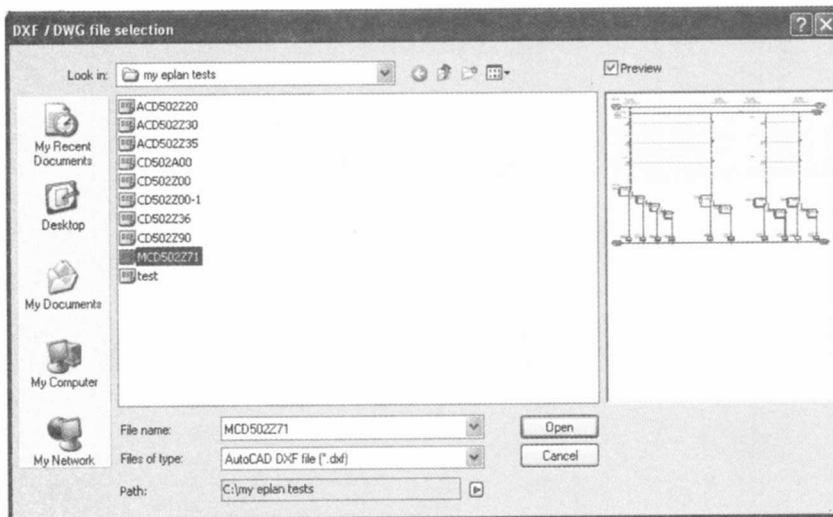 DXF / DWG file selection
Look in:
my eplan tests
Preview
My Recent
Documents
Desktop
My Documents
My Computer
My Network
ACD502Z20
ACD502Z30
ACD502Z35
CD502A00
CD502Z00
CD502Z00-1
CD502Z36
CD502Z90
MCD502Z71
test
File name:
MCD502Z71
Open
Files of type:
AutoCAD DXF file (*.dxf)
Cancel
Path:
C:\my eplan tests